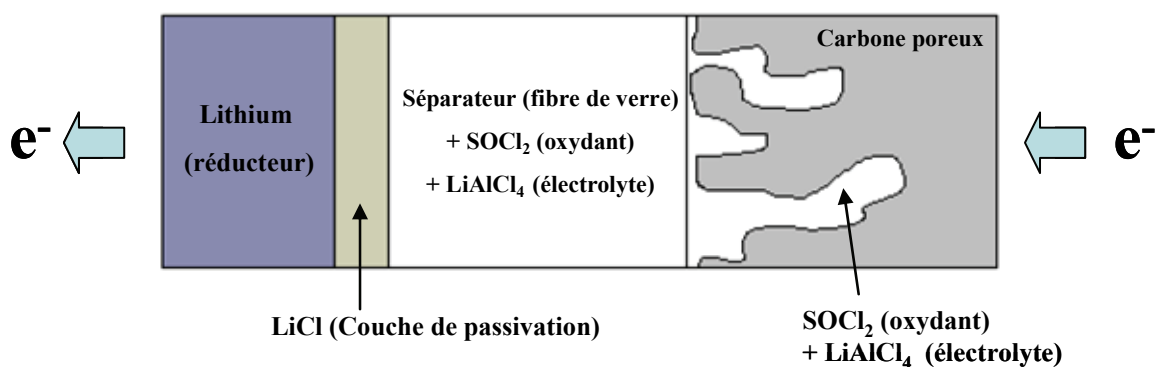 Carbone poreux
Séparateur (fibre de verre)
+ SOCl₂ (oxydant)
+ LiAlCl₄ (électrolyte)
Lithium
(réducteur)
e⁻
e⁻
LiCl (Couche de passivation)
SOCl₂ (oxydant)
+ LiAlCl₄ (électrolyte)